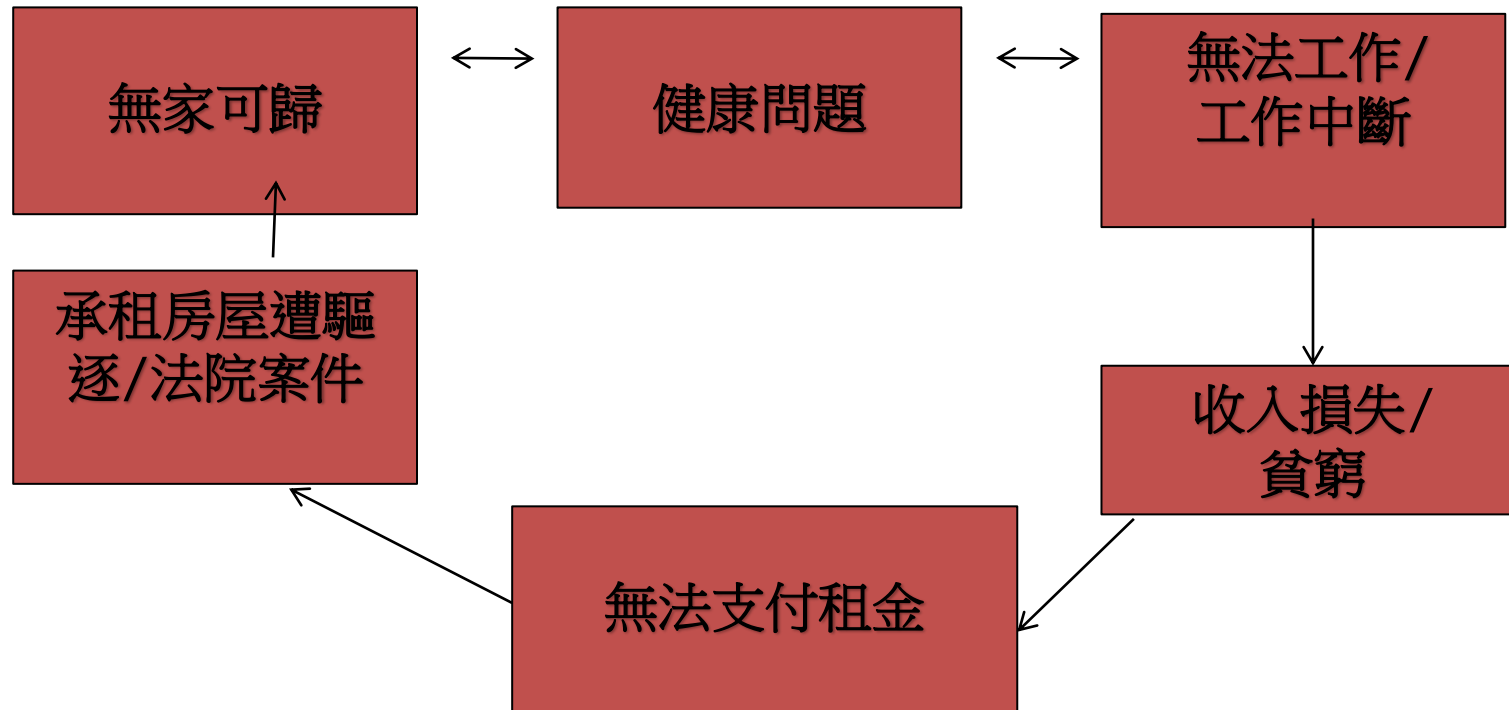 無家可歸
健康問題
無法工作/
工作中斷
承租房屋遭驅
逐/法院案件
收入損失/
貧窮
無法支付租金